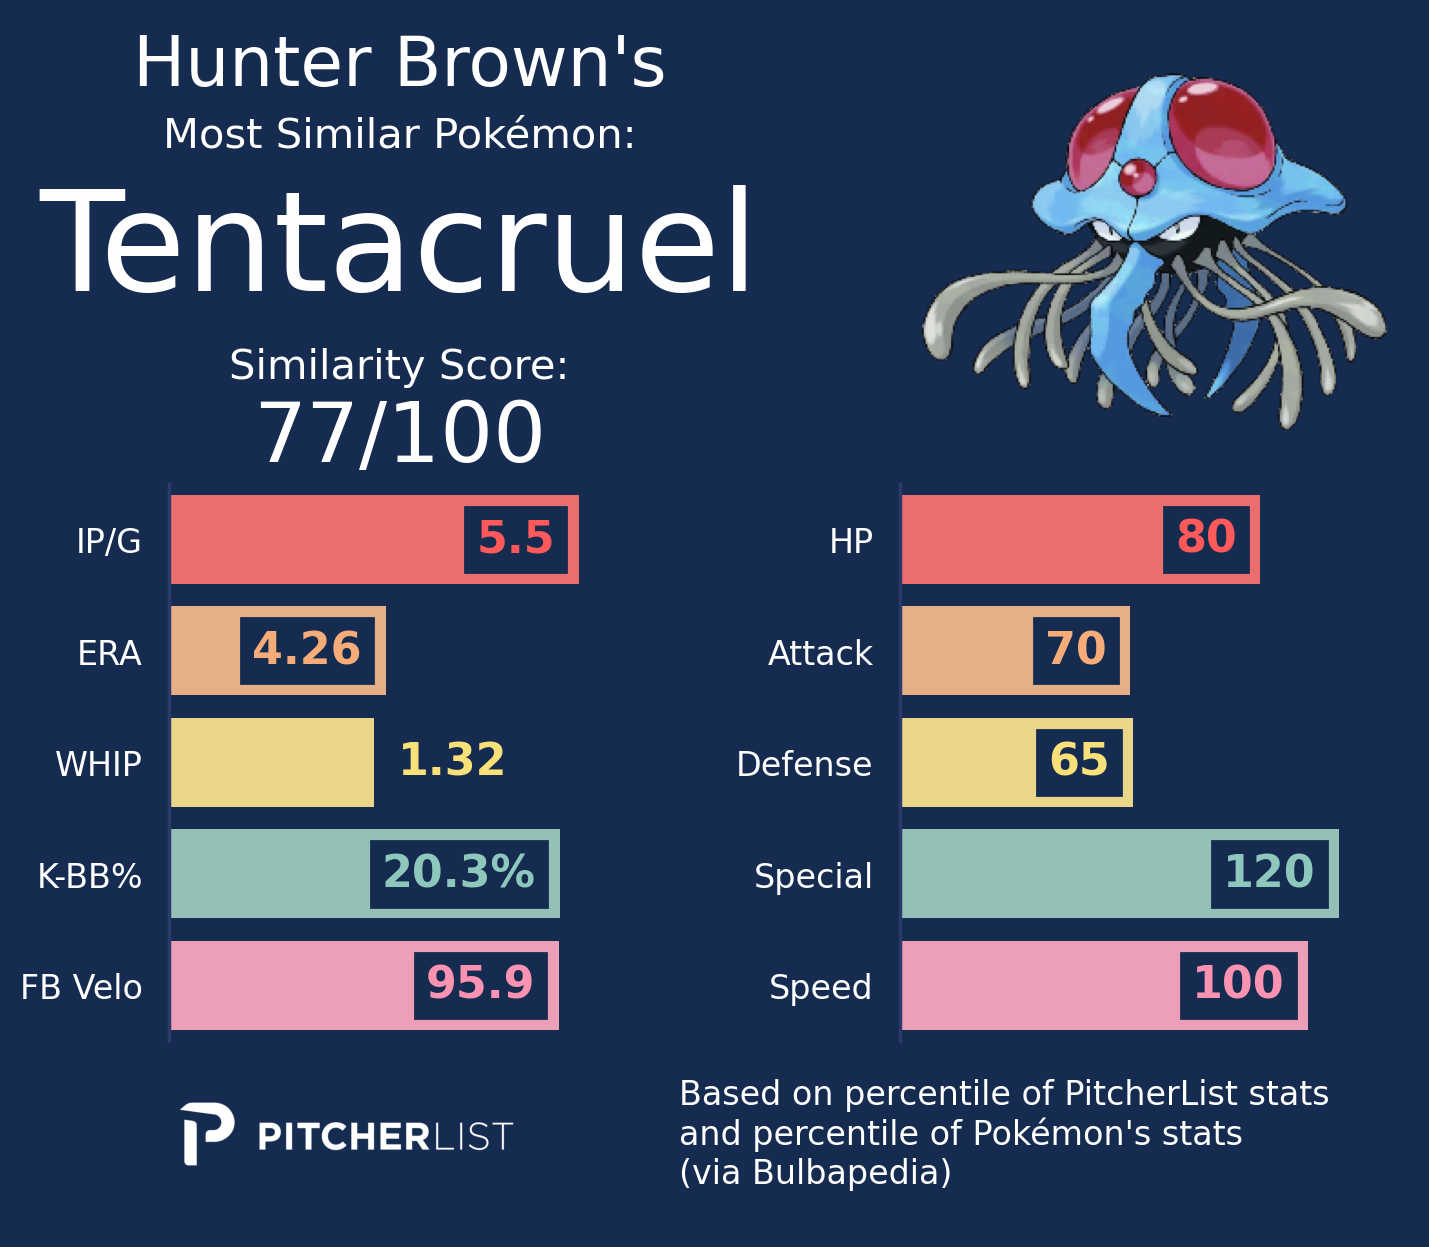 Hunter Brown's
Most Similar Pokémon:
Tentacruel
Similarity Score:
77/100
IP/G 5.5
ERA 4.26
WHIP 1.32
K-BB% 20.3%
FB Velo 95.9
HP 80
Attack 70
Defense 65
Special 120
Speed 100
PITCHERLIST
Based on percentile of PitcherList stats
and percentile of Pokémon's stats
(via Bulbapedia)